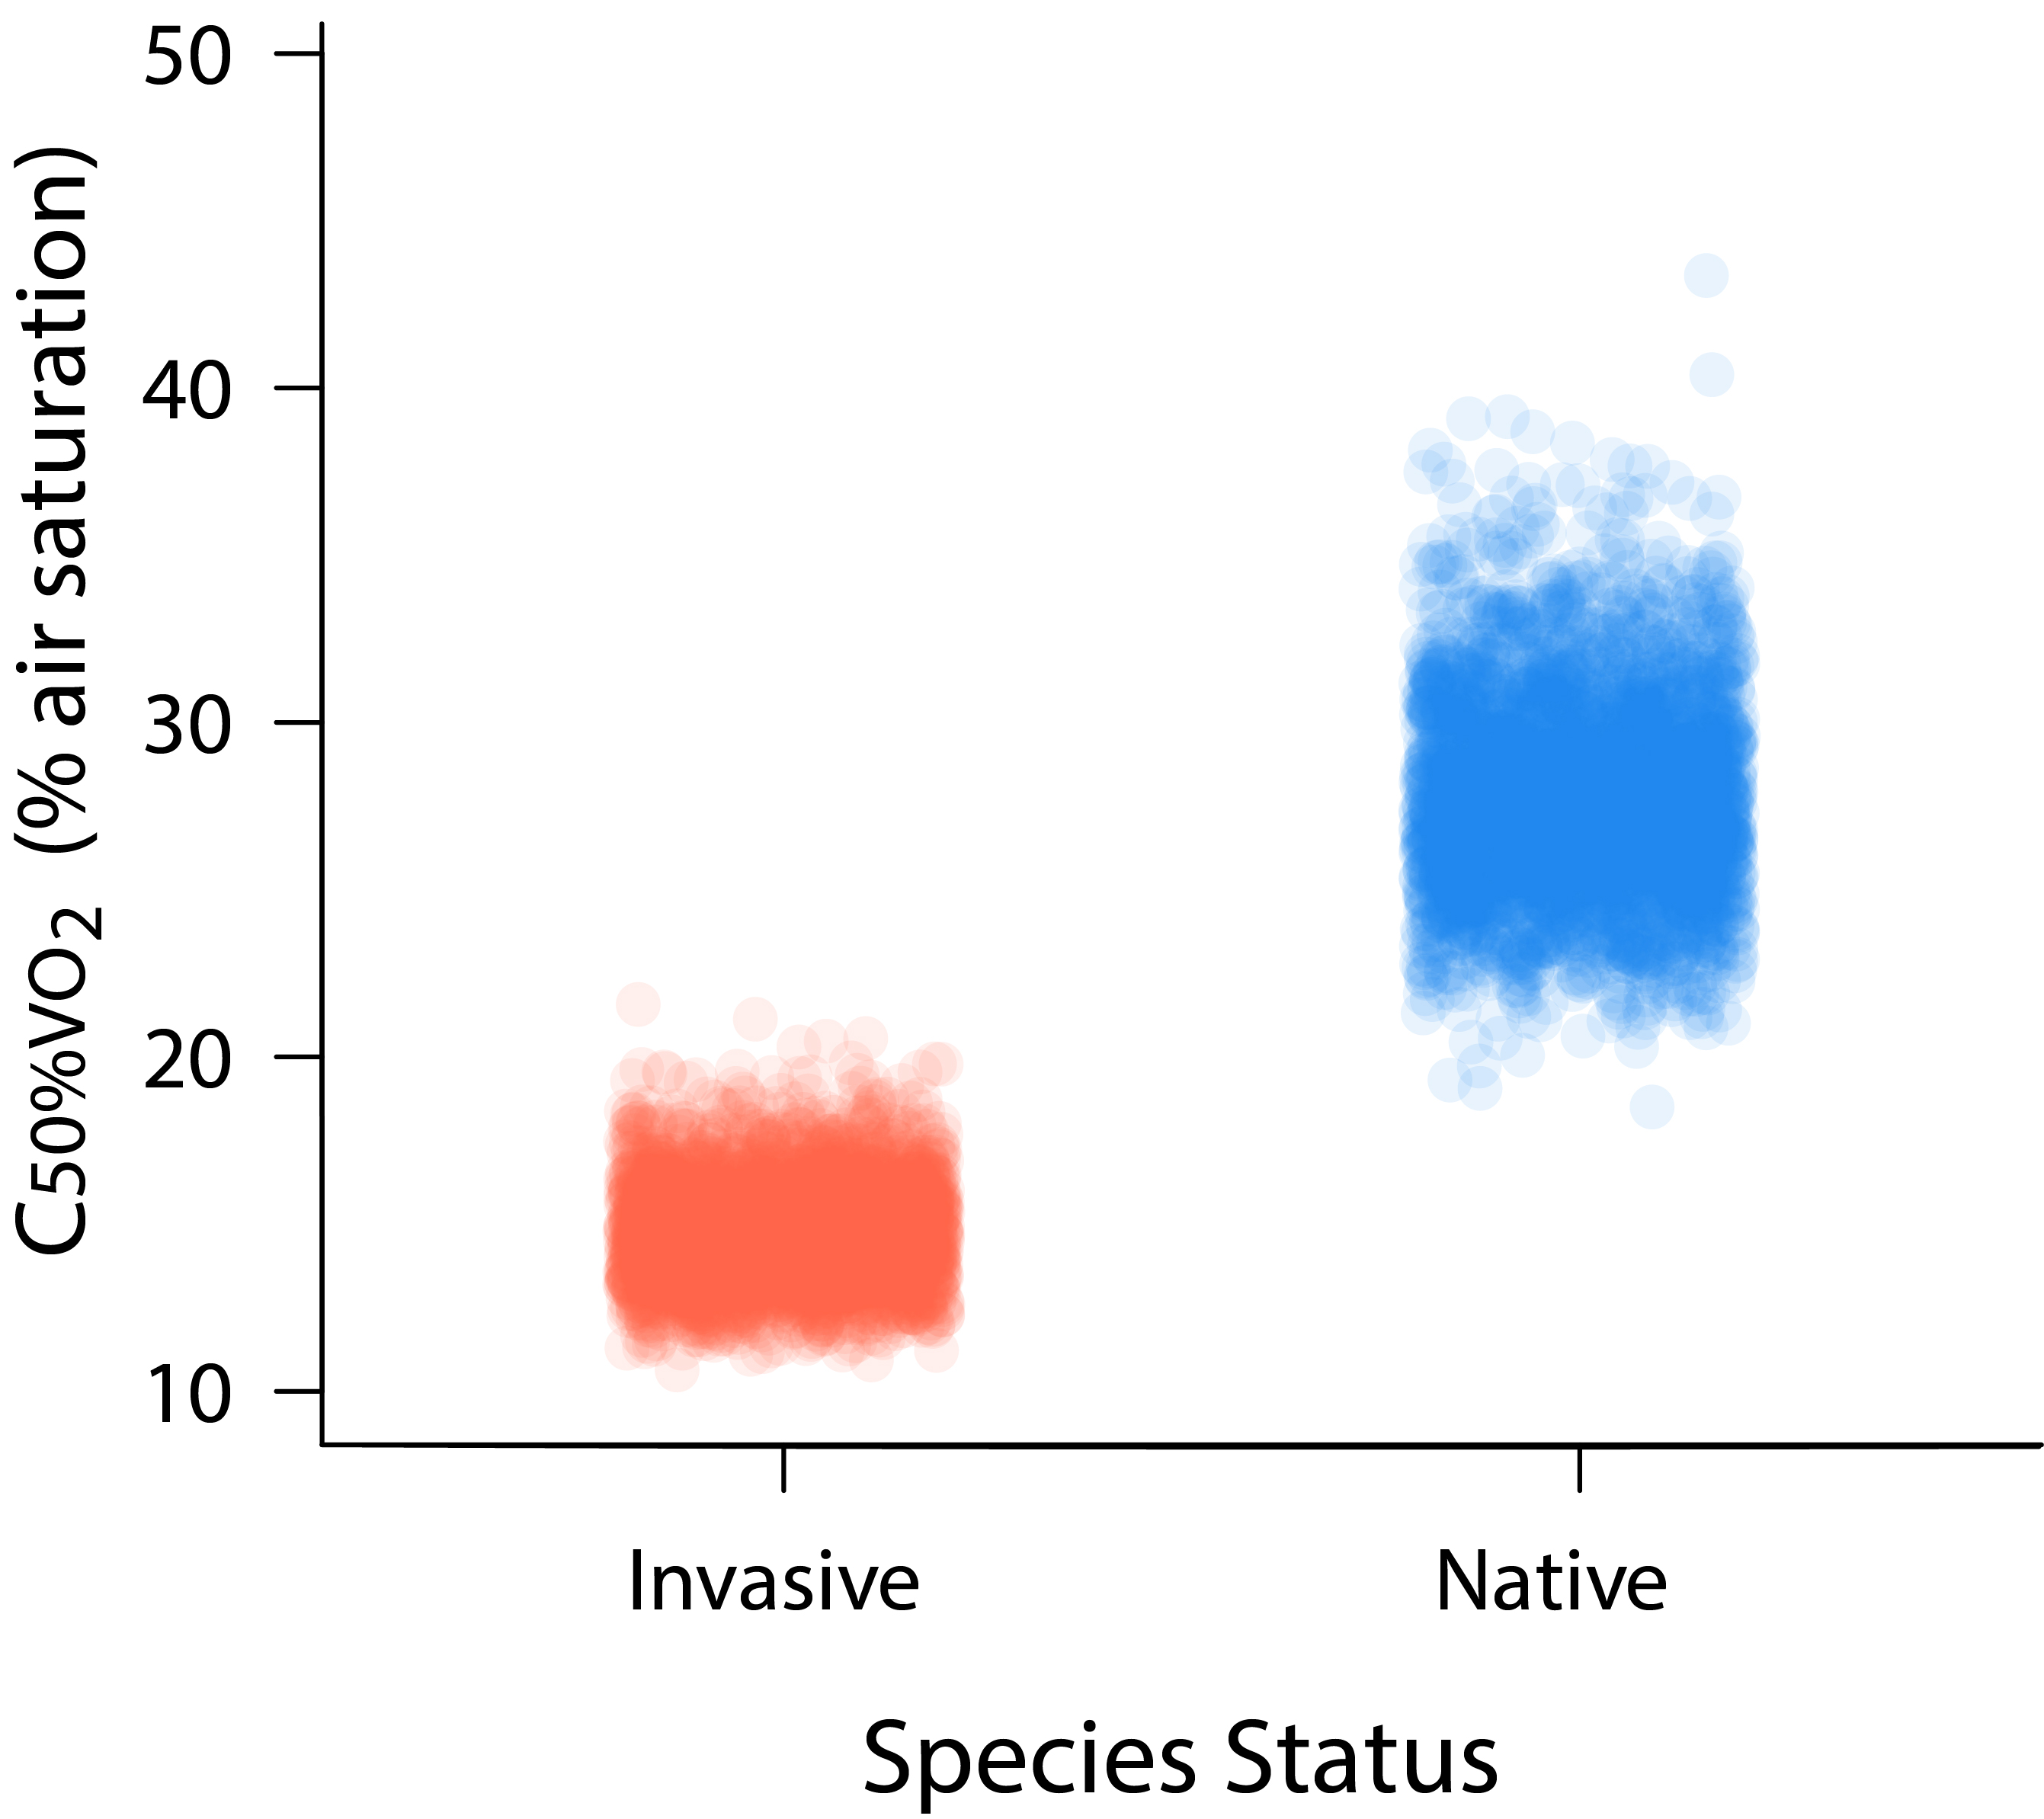 50
40
30
20
10
C50%VO2 (% air saturation)
Invasive
Native
Species Status